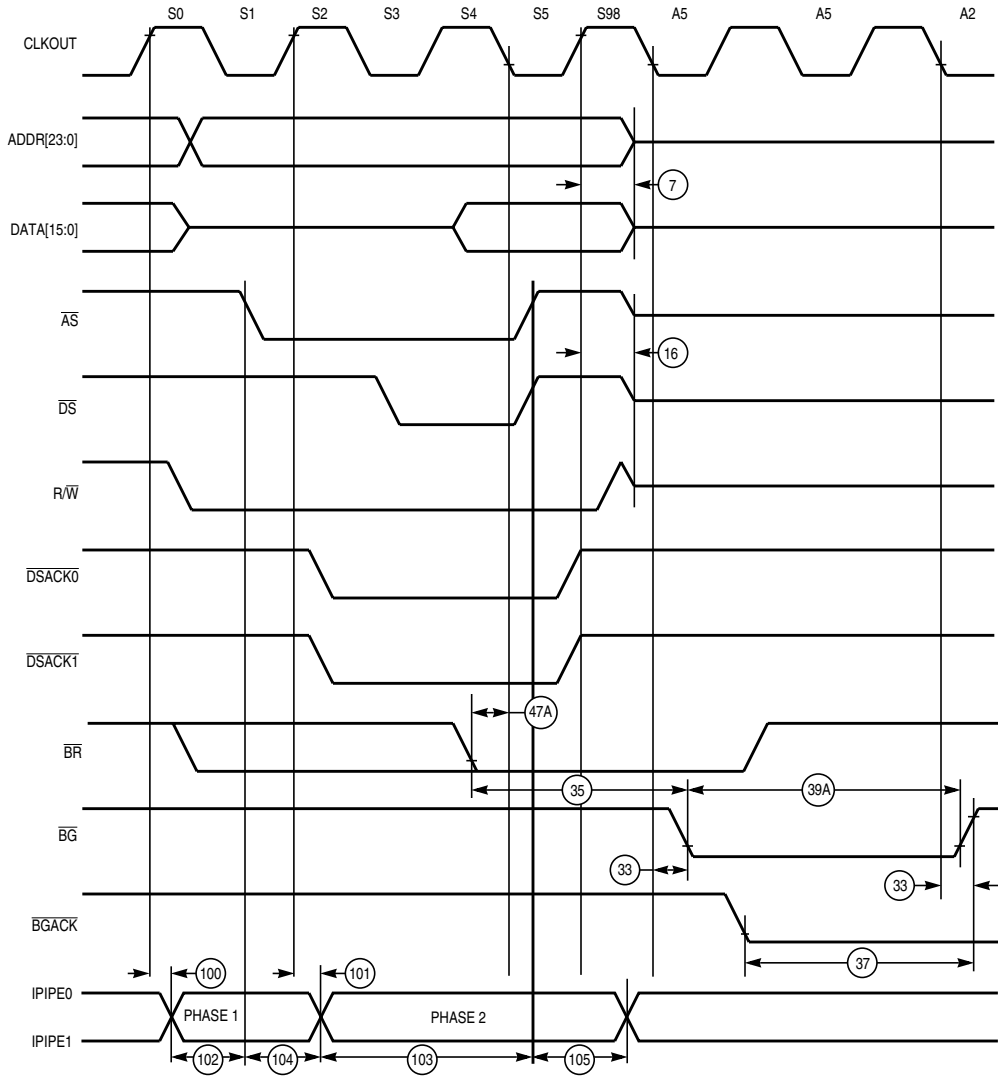 S0 S1 S2 S3 S4 S5 S98 A5 A5 A2
CLKOUT
ADDR[23:0]
7
DATA[15:0]
AS
16
DS
R/W
DSACK0
DSACK1
47A
BR
35 39A
BG
33 33
BGACK
37
100 101
IPIPE0
PHASE 1 PHASE 2
IPIPE1
102 104 103 105